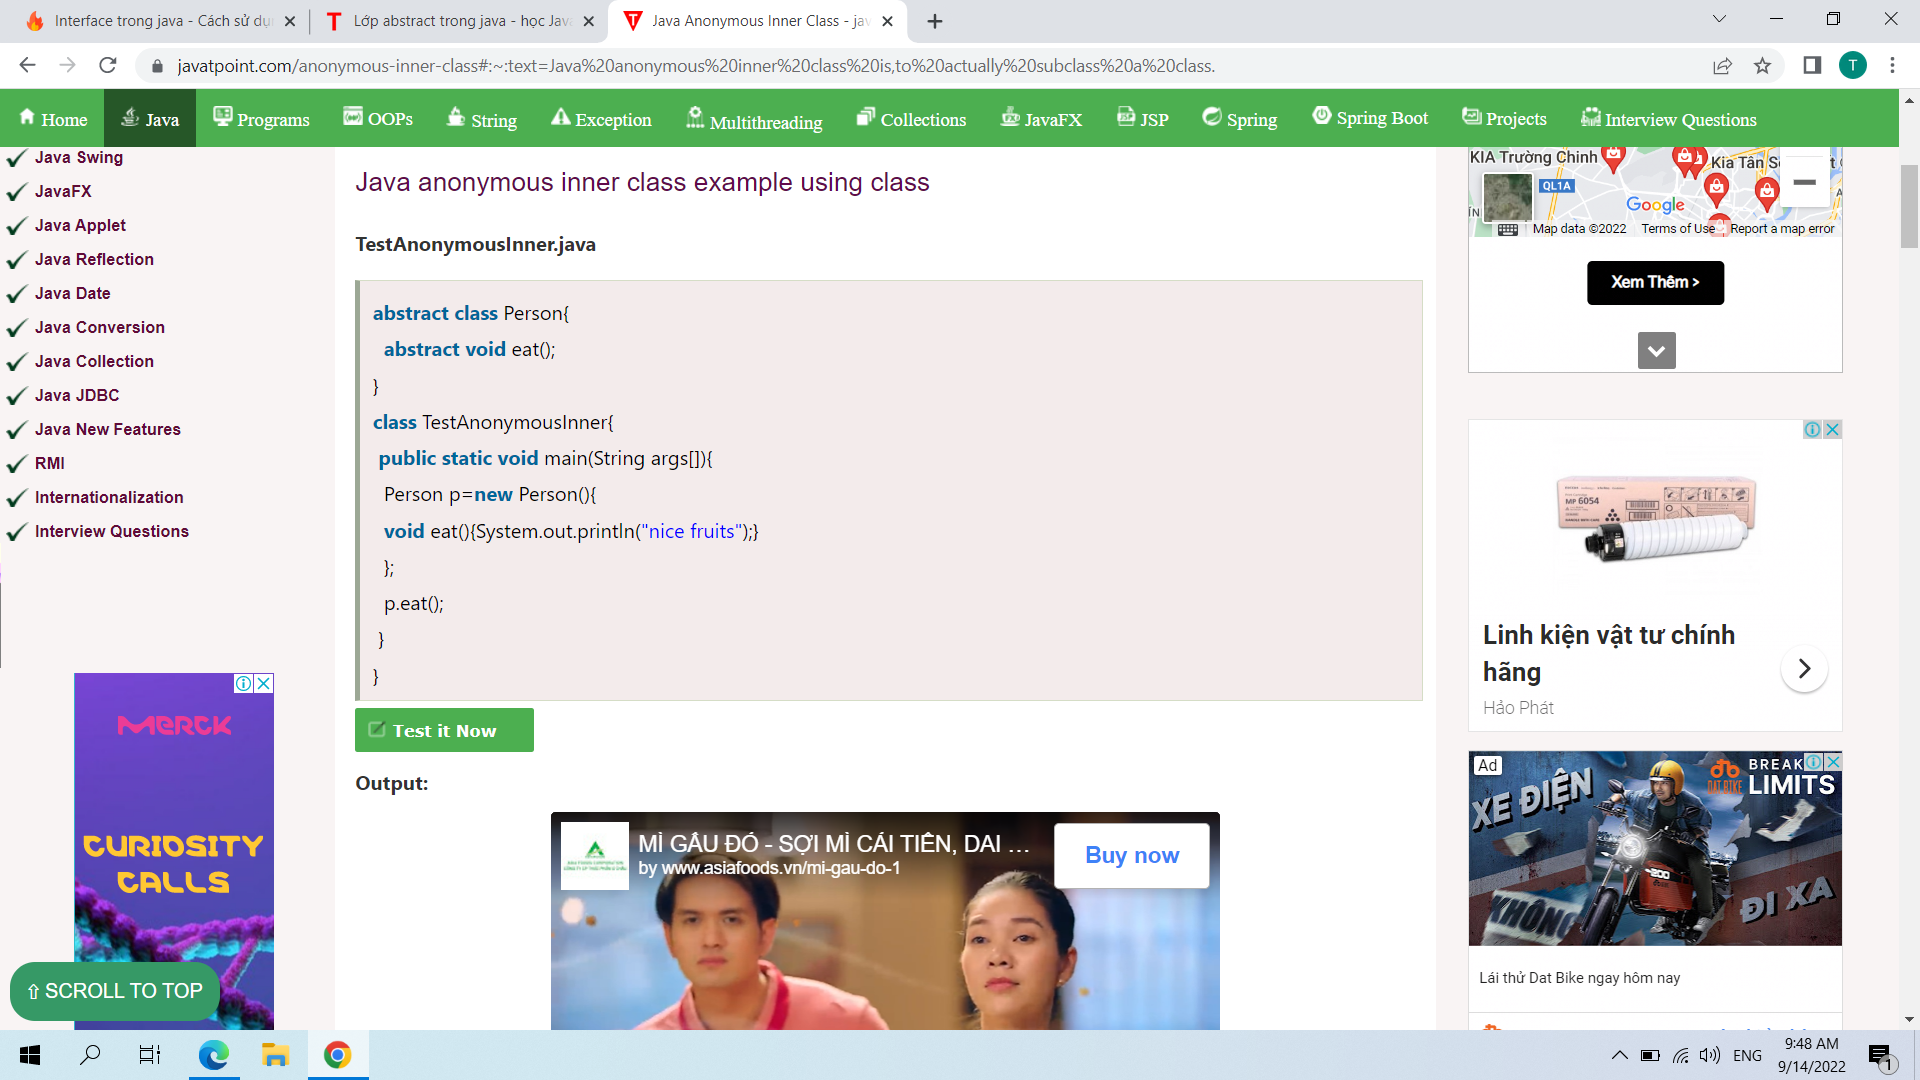 Interface trong java - Cách sử dụ
Lớp abstract trong java - học Java
Java Anonymous Inner Class - jav
javatpoint.com/anonymous-inner-class#:~:text=Java%20anonymous%20inner%20class%20is,to%20actually%20subclass%20a%20class.
T
Home
Java
Programs
OOPs
String
Exception
Multithreading
Collections
JavaFX
JSP
Spring
Spring Boot
Projects
Interview Questions
Java Swing
JavaFX
Java Applet
Java Reflection
Java Date
Java Conversion
Java Collection
Java JDBC
Java New Features
RMI
Internationalization
Interview Questions
MERCK
CURIOSITY
CALLS
⇧ SCROLL TO TOP
Java anonymous inner class example using class
TestAnonymousInner.java
abstract class Person{
abstract void eat();
}
class TestAnonymousInner{
public static void main(String args[]){
Person p=new Person(){
void eat(){System.out.println("nice fruits");}
};
p.eat();
}
}
Test it Now
Output:
MÌ GẤU ĐỎ - SỢI MÌ CẢI TIẾN, DAI ...
by www.asiafoods.vn/mi-gau-do-1
Buy now
KIA Trường Chinh
Kia Tân S
QL1A
Google
Map data ©2022
Terms of Use
Report a map error
Xem Thêm >
MP 6054
Linh kiện vật tư chính
hãng
Hảo Phát
Ad
DAT BIKE
BREAK
LIMITS
XE ĐIỆN
-200
KHÔNG
ĐI XA
Lái thử Dat Bike ngay hôm nay
ENG
9:48 AM
9/14/2022
1